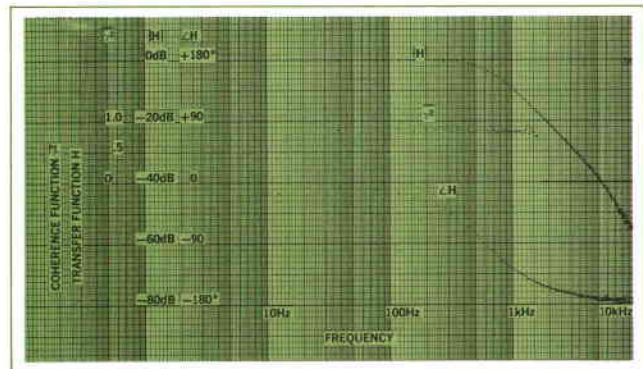 γ² |H| ∠H
0dB +180°
|H|
1.0 −20dB +90
γ²
.5
0 −40dB 0
∠H
−60dB −90
−80dB −180°
10Hz 100Hz 1kHz 10kHz
FREQUENCY
COHERENCE FUNCTION γ²
TRANSFER FUNCTION H